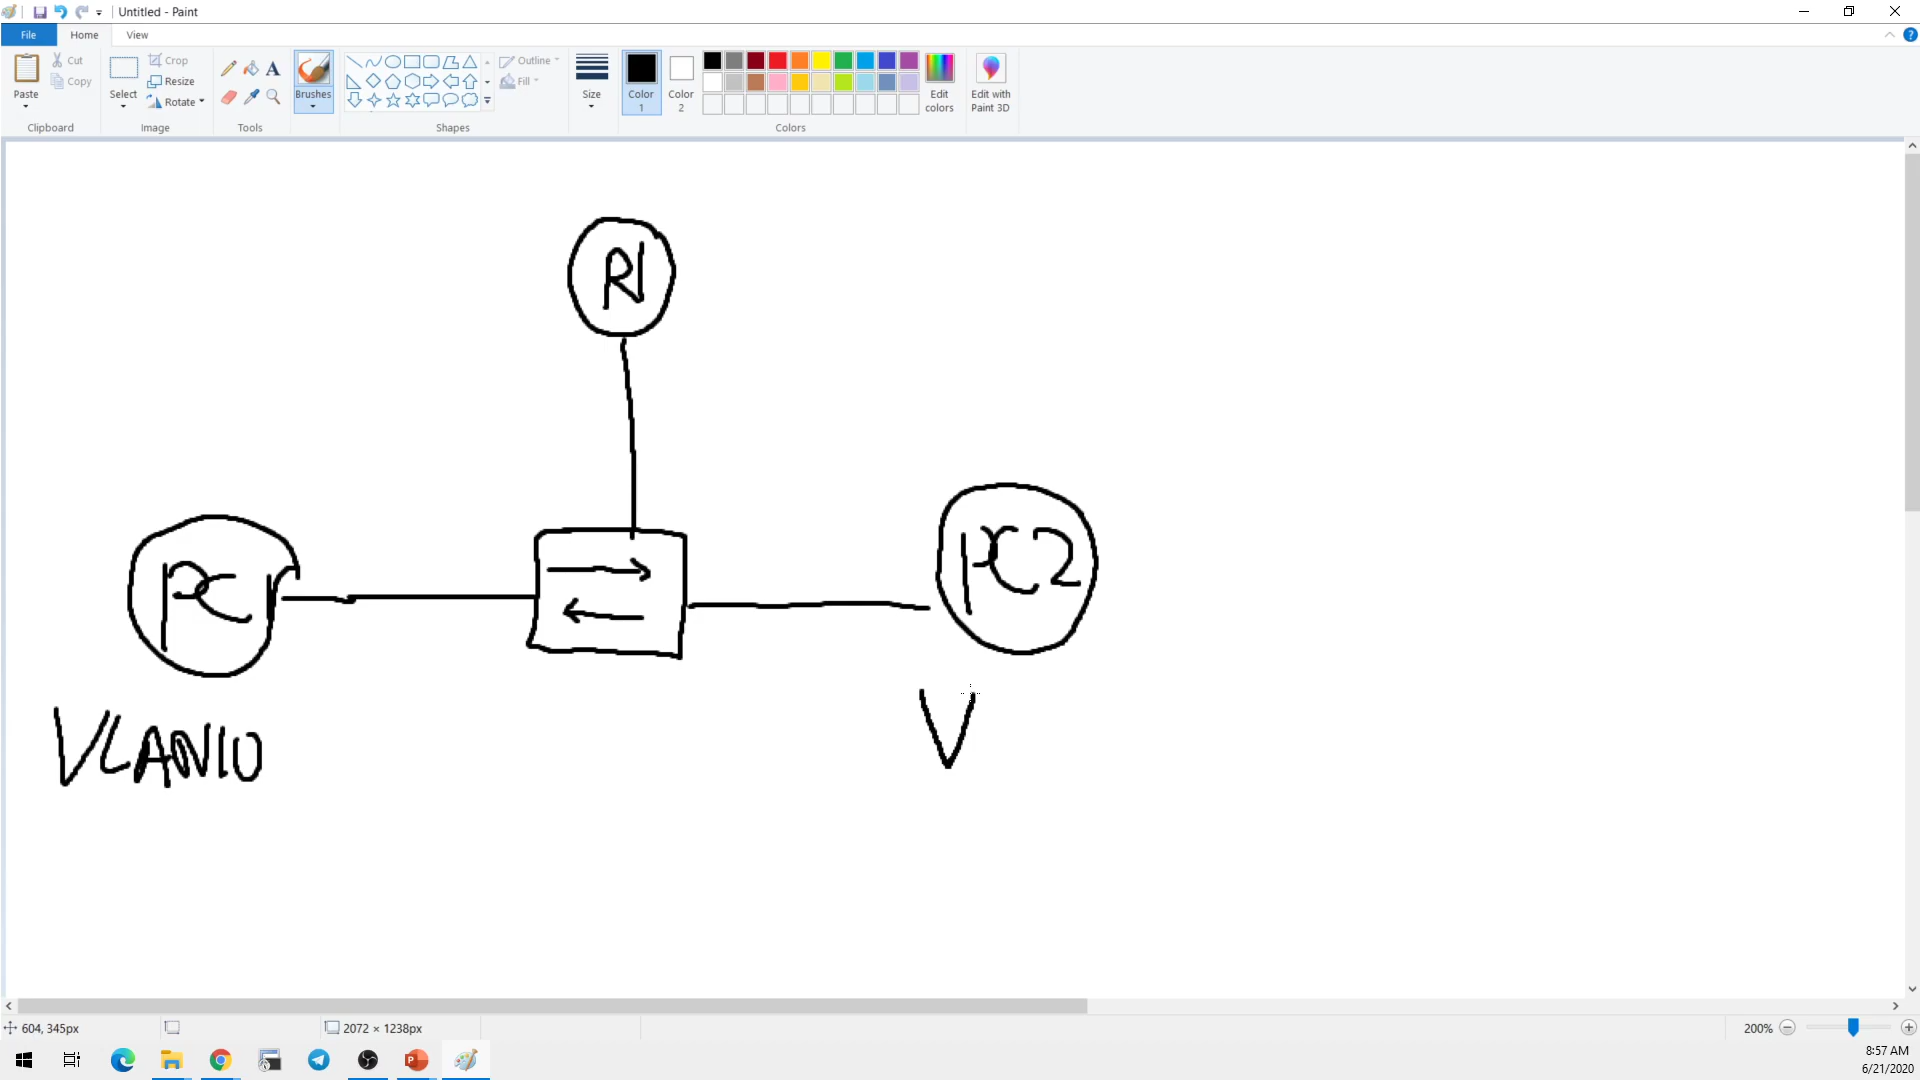 Untitled - Paint
File Home View
Paste
Cut
Copy
Clipboard
Select
Crop
Resize
Rotate
Image
Tools
Brushes
Shapes
Outline
Fill
Size
Color 1
Color 2
Colors
Edit colors
Edit with Paint 3D
R1
PC1
PC2
VLAN10
V
604, 345px
2072 × 1238px
200%
8:57 AM
6/21/2020